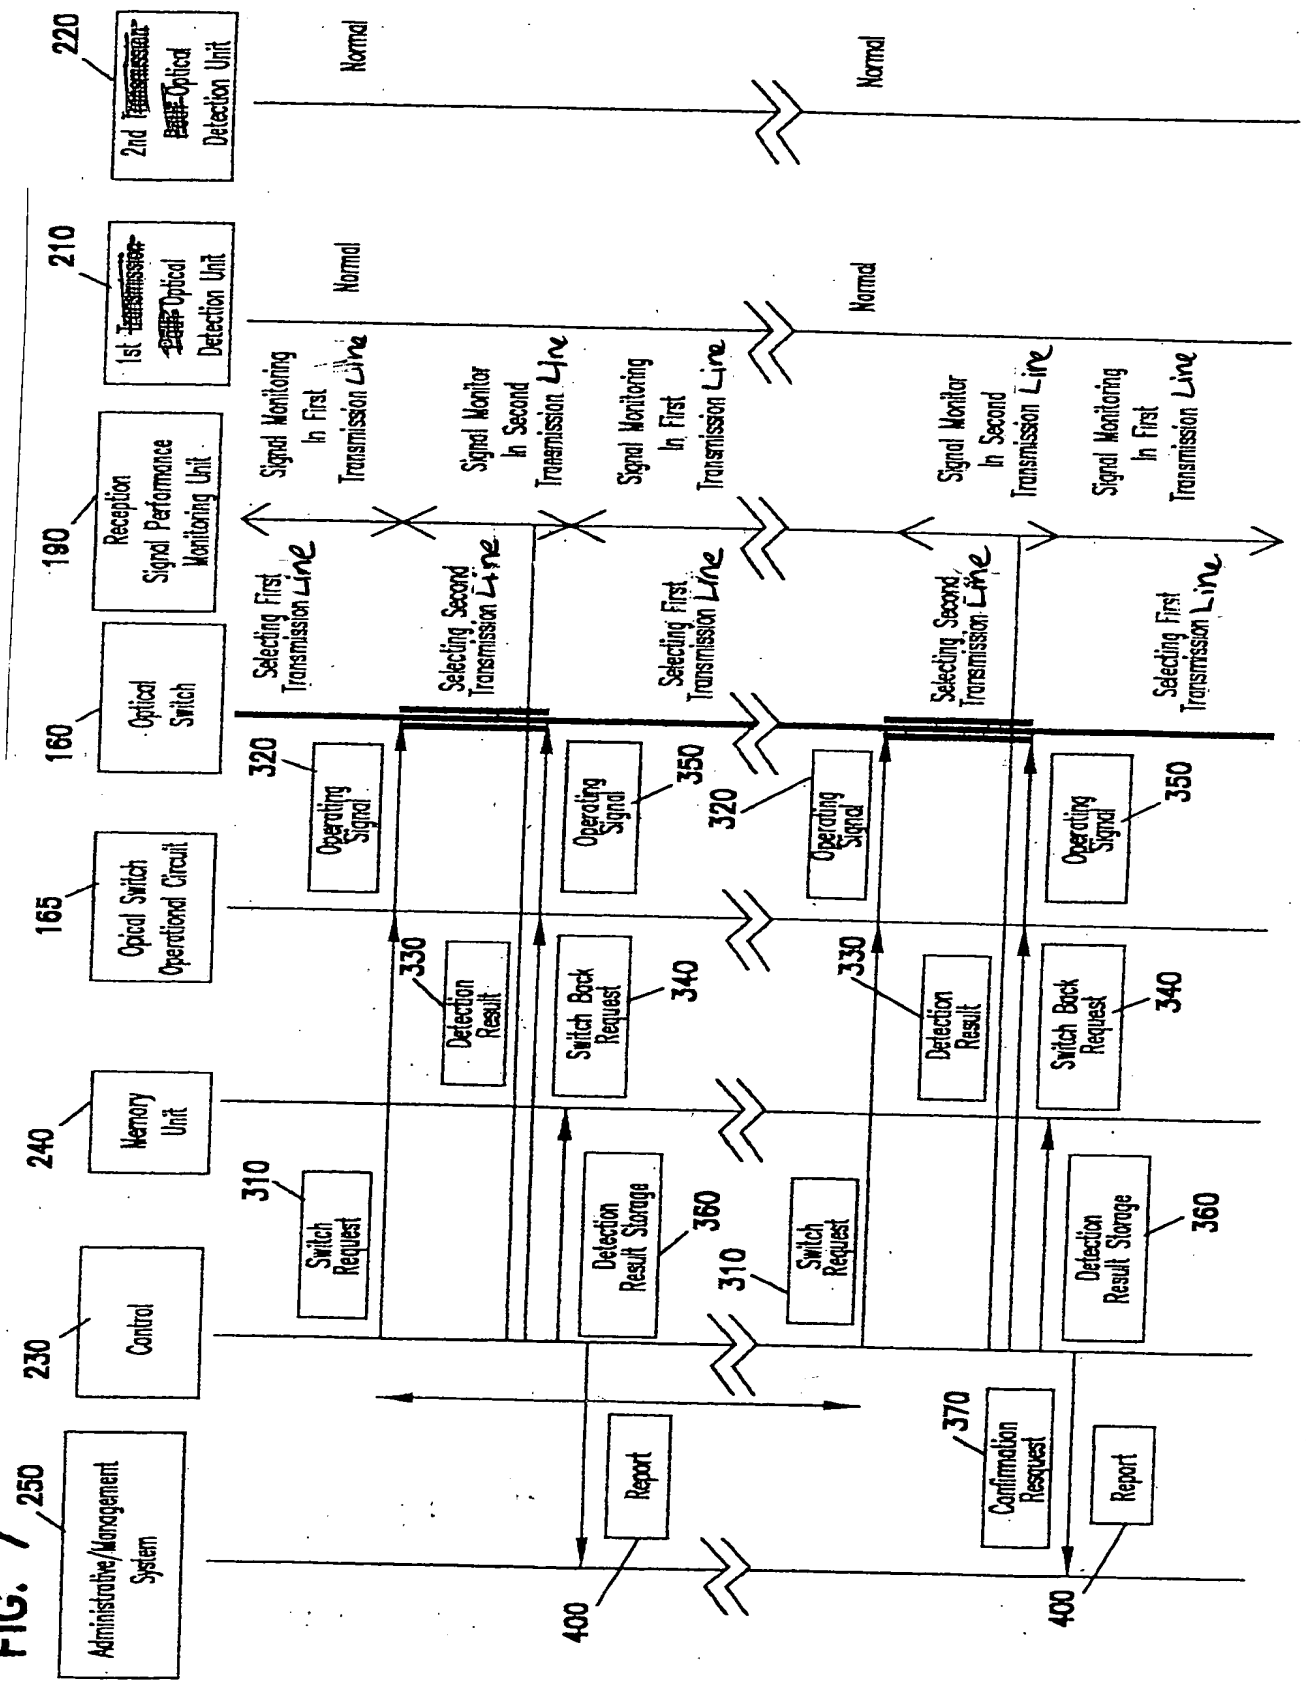 FIG. 7
250
Administrative/Management
System
230
Control
240
Memory
Unit
165
Opical Switch
Operational Circuit
160
Optical
Switch
190
Reception
Signal Performance
Monitoring Unit
210
1st Transmission
Path Optical
Detection Unit
220
2nd Transmission
Path Optical
Detection Unit
310
Switch
Request
320
Operating
Signal
Selecting First
Transmission Line
Signal Monitoring
In First
Transmission Line
Normal
Normal
330
Detection
Result
Selecting Second
Transmission Line
Signal Monitor
In Second
Transmission Line
400
Report
Detection
Result Storage
360
Switch Back
Request
340
Operating
Signal
350
Selecting First
Transmission Line
Signal Monitoring
In First
Transmission Line
310
Switch
Request
320
Operating
Signal
Normal
Normal
370
Confirmation
Resquest
330
Detection
Result
Selecting Second
Transmission Line
Signal Monitor
In Second
Transmission Line
400
Report
Detection
Result Storage
360
Switch Back
Request
340
Operating
Signal
350
Selecting First
Transmission Line
Signal Monitoring
In First
Transmission Line